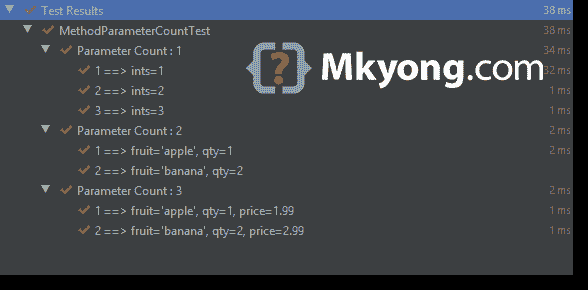 Test Results 38 ms
MethodParameterCountTest 38 ms
Parameter Count : 1 34 ms
1 ==> ints=1 32 ms
2 ==> ints=2 1 ms
3 ==> ints=3 1 ms
Parameter Count : 2 2 ms
1 ==> fruit='apple', qty=1 2 ms
2 ==> fruit='banana', qty=2
Parameter Count : 3 2 ms
1 ==> fruit='apple', qty=1, price=1.99 1 ms
2 ==> fruit='banana', qty=2, price=2.99 1 ms
{?} Mkyong.com